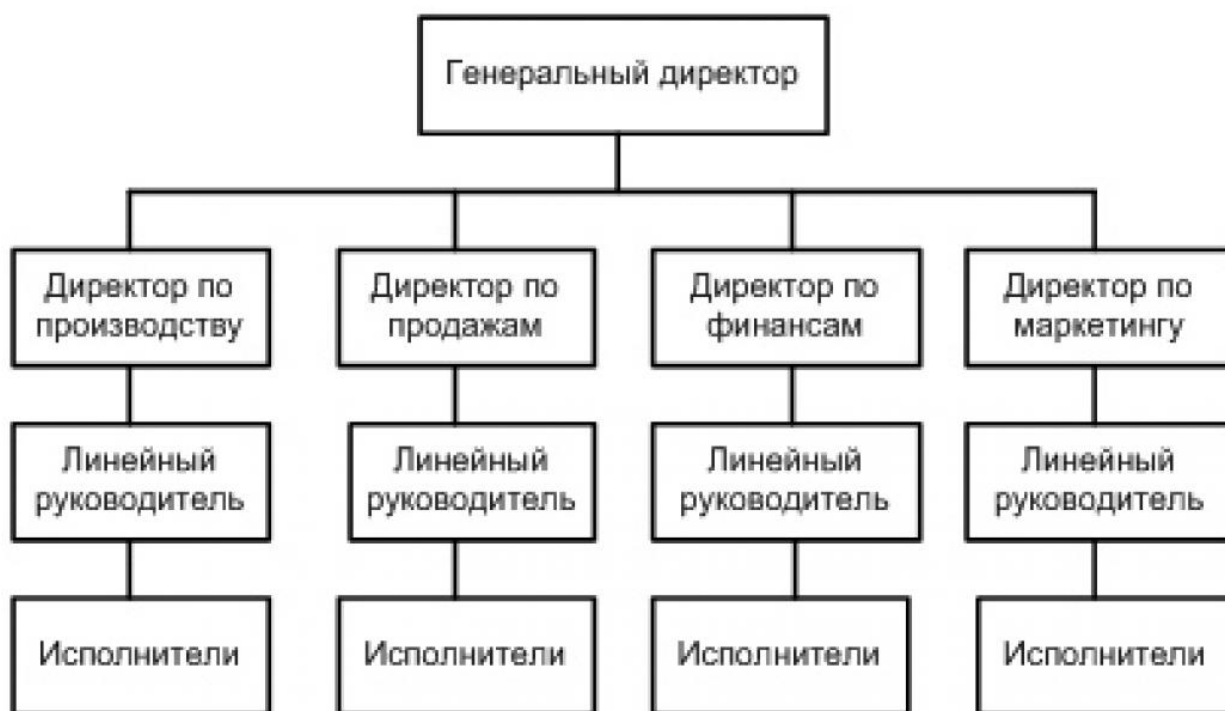 Генеральный директор
Директор по
производству
Директор по
продажам
Директор по
финансам
Директор по
маркетингу
Линейный
руководитель
Линейный
руководитель
Линейный
руководитель
Линейный
руководитель
Исполнители
Исполнители
Исполнители
Исполнители